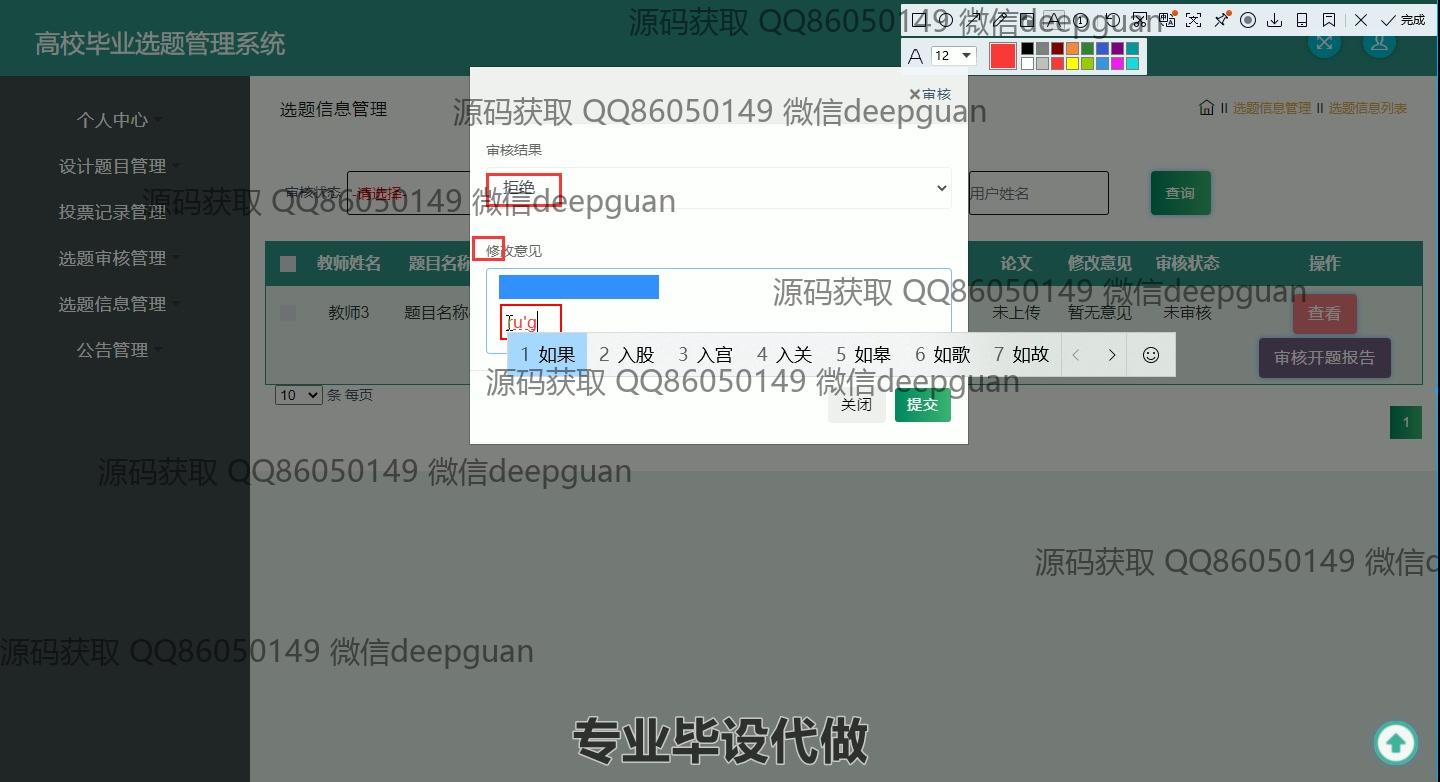 高校毕业选题管理系统
源码获取 QQ86050149 微信deepguan
完成
A 12
个人中心
设计题目管理
投票记录管理
选题审核管理
选题信息管理
公告管理
选题信息管理
选题信息管理 选题信息列表
审核
源码获取 QQ86050149 微信deepguan
审核结果
拒绝
审核状态 -请选择-
用户姓名
查询
源码获取 QQ86050149 微信deepguan
修改意见
教师姓名 题目名称 论文 修改意见 审核状态 操作
源码获取 QQ86050149 微信deepguan
教师3 题目名称 未上传 暂无意见 未审核 查看
审核开题报告
ru'g
1 如果 2 入股 3 入宫 4 入关 5 如皋 6 如歌 7 如故
源码获取 QQ86050149 微信deepguan
10 条 每页
关闭 提交
1
源码获取 QQ86050149 微信deepguan
源码获取 QQ86050149 微信d
源码获取 QQ86050149 微信deepguan
专业毕设代做